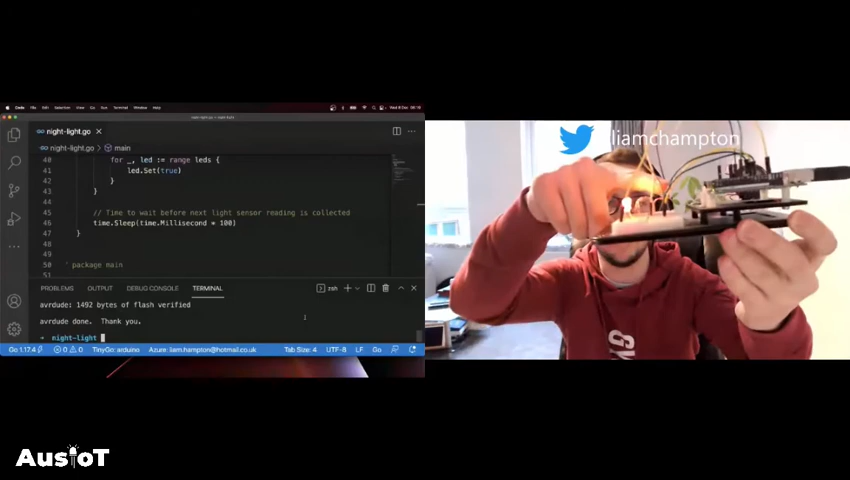 night-light.go
night-light.go > main
40 for _, led := range leds {
41 led.Set(true)
42 }
43 }
44
45 // Time to wait before next light sensor reading is collected
46 time.Sleep(time.Millisecond * 100)
47 }
48
49
50 ` package main
51
PROBLEMS OUTPUT DEBUG CONSOLE TERMINAL zsh
avrdude: 1492 bytes of flash verified
avrdude done. Thank you.
→ night-light
Go 1.17.4 0 0 TinyGo: arduino Azure: liam.hampton@hotmail.co.uk Tab Size: 4 UTF-8 LF Go
liamchampton
AusIoT